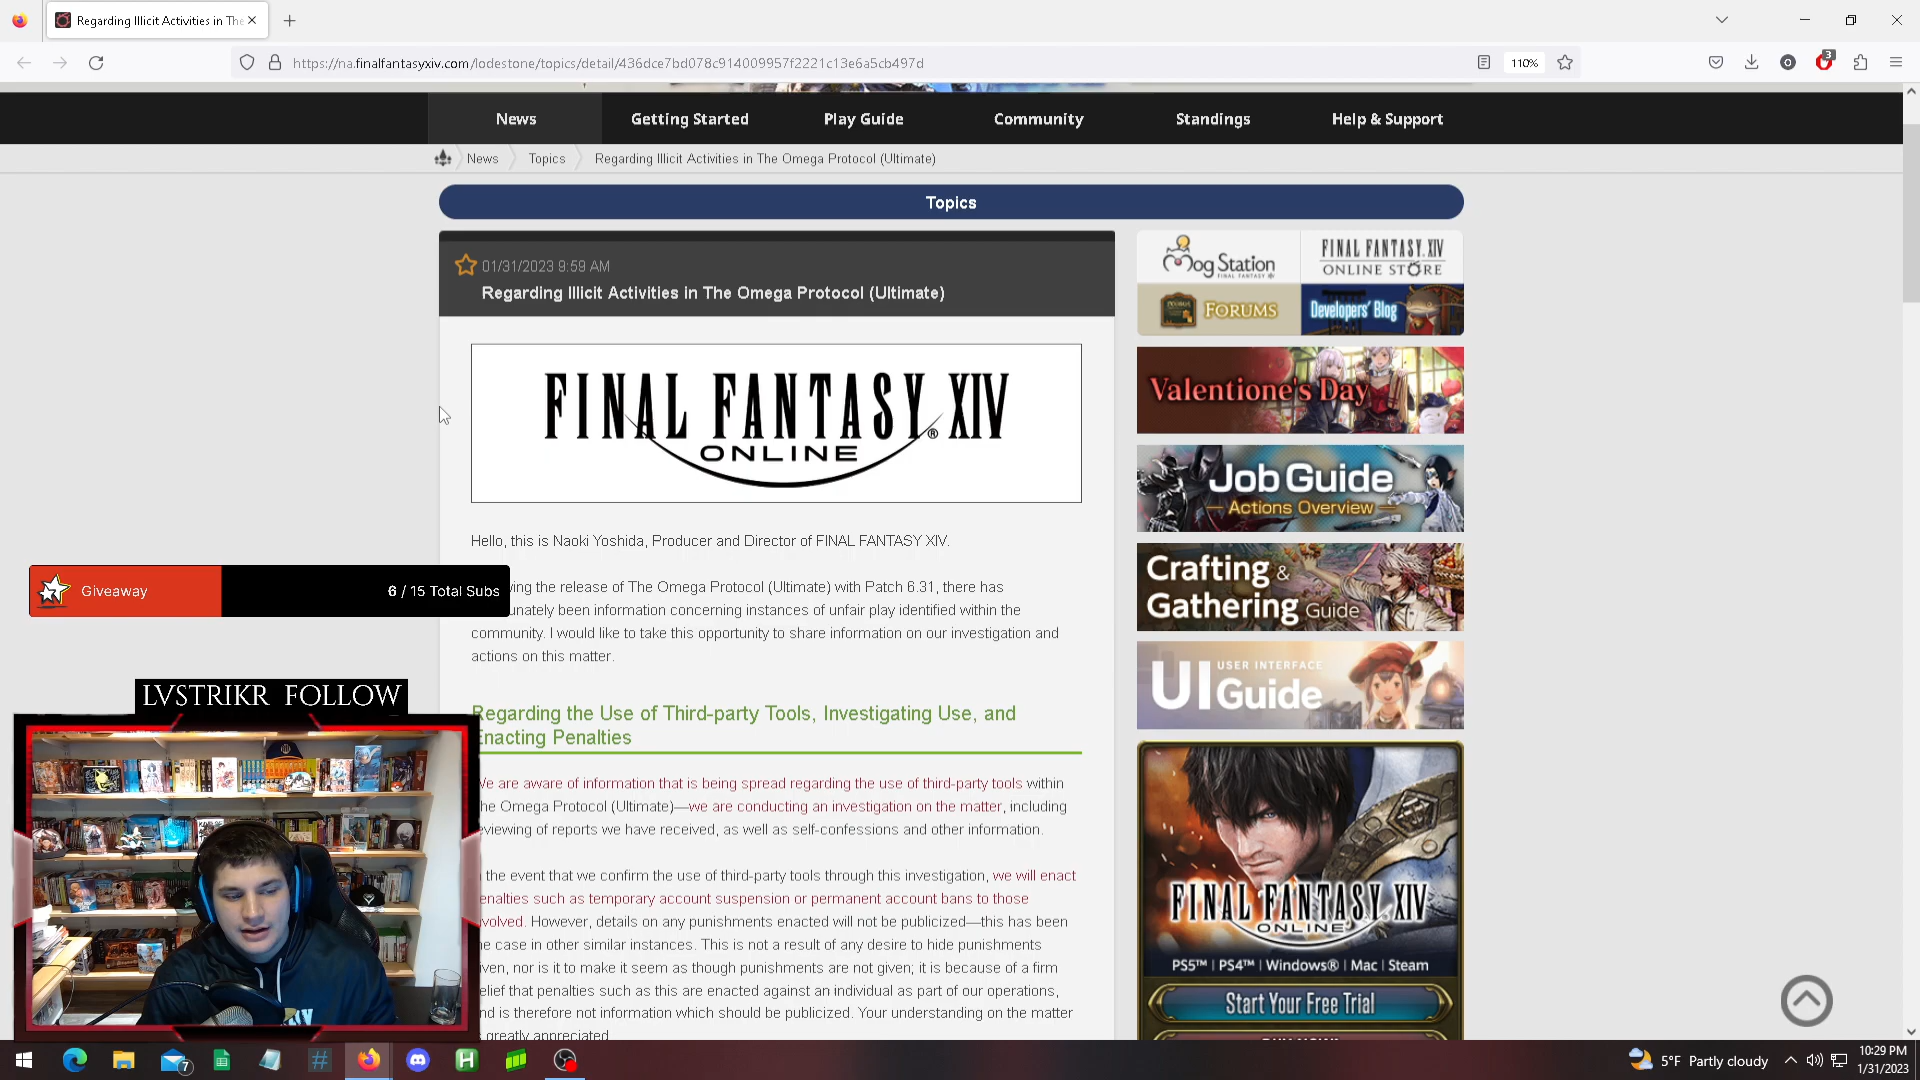 Regarding Illicit Activities in The
https://na.finalfantasyxiv.com/lodestone/topics/detail/436dce7bd078c914009957f2221c13e6a5cb497d
110%
3
News
Getting Started
Play Guide
Community
Standings
Help & Support
News
Topics
Regarding Illicit Activities in The Omega Protocol (Ultimate)
Topics
01/31/2023 9:59 AM
Regarding Illicit Activities in The Omega Protocol (Ultimate)
FINAL FANTASY® XIV
ONLINE
Hello, this is Naoki Yoshida, Producer and Director of FINAL FANTASY XIV.
ving the release of The Omega Protocol (Ultimate) with Patch 6.31, there has
unately been information concerning instances of unfair play identified within the
community. I would like to take this opportunity to share information on our investigation and
actions on this matter.
Regarding the Use of Third-party Tools, Investigating Use, and
Enacting Penalties
We are aware of information that is being spread regarding the use of third-party tools within
the Omega Protocol (Ultimate)—we are conducting an investigation on the matter, including
eviewing of reports we have received, as well as self-confessions and other information.
the event that we confirm the use of third-party tools through this investigation, we will enact
enalties such as temporary account suspension or permanent account bans to those
volved. However, details on any punishments enacted will not be publicized—this has been
he case in other similar instances. This is not a result of any desire to hide punishments
iven, nor is it to make it seem as though punishments are not given; it is because of a firm
elief that penalties such as this are enacted against an individual as part of our operations,
nd is therefore not information which should be publicized. Your understanding on the matter
greatly appreciated
Mog Station
FINAL FANTASY
FINAL FANTASY XIV
ONLINE STORE
FORUMS
Developers' Blog
Valentione's Day
Job Guide
Actions Overview
Crafting &
Gathering Guide
UI USER INTERFACE
Guide
FINAL FANTASY XIV
ONLINE
PS5™ | PS4™ | Windows® | Mac | Steam
Start Your Free Trial
Giveaway
6 / 15 Total Subs
LVSTRIKR FOLLOW
7
5°F Partly cloudy
10:29 PM
1/31/2023